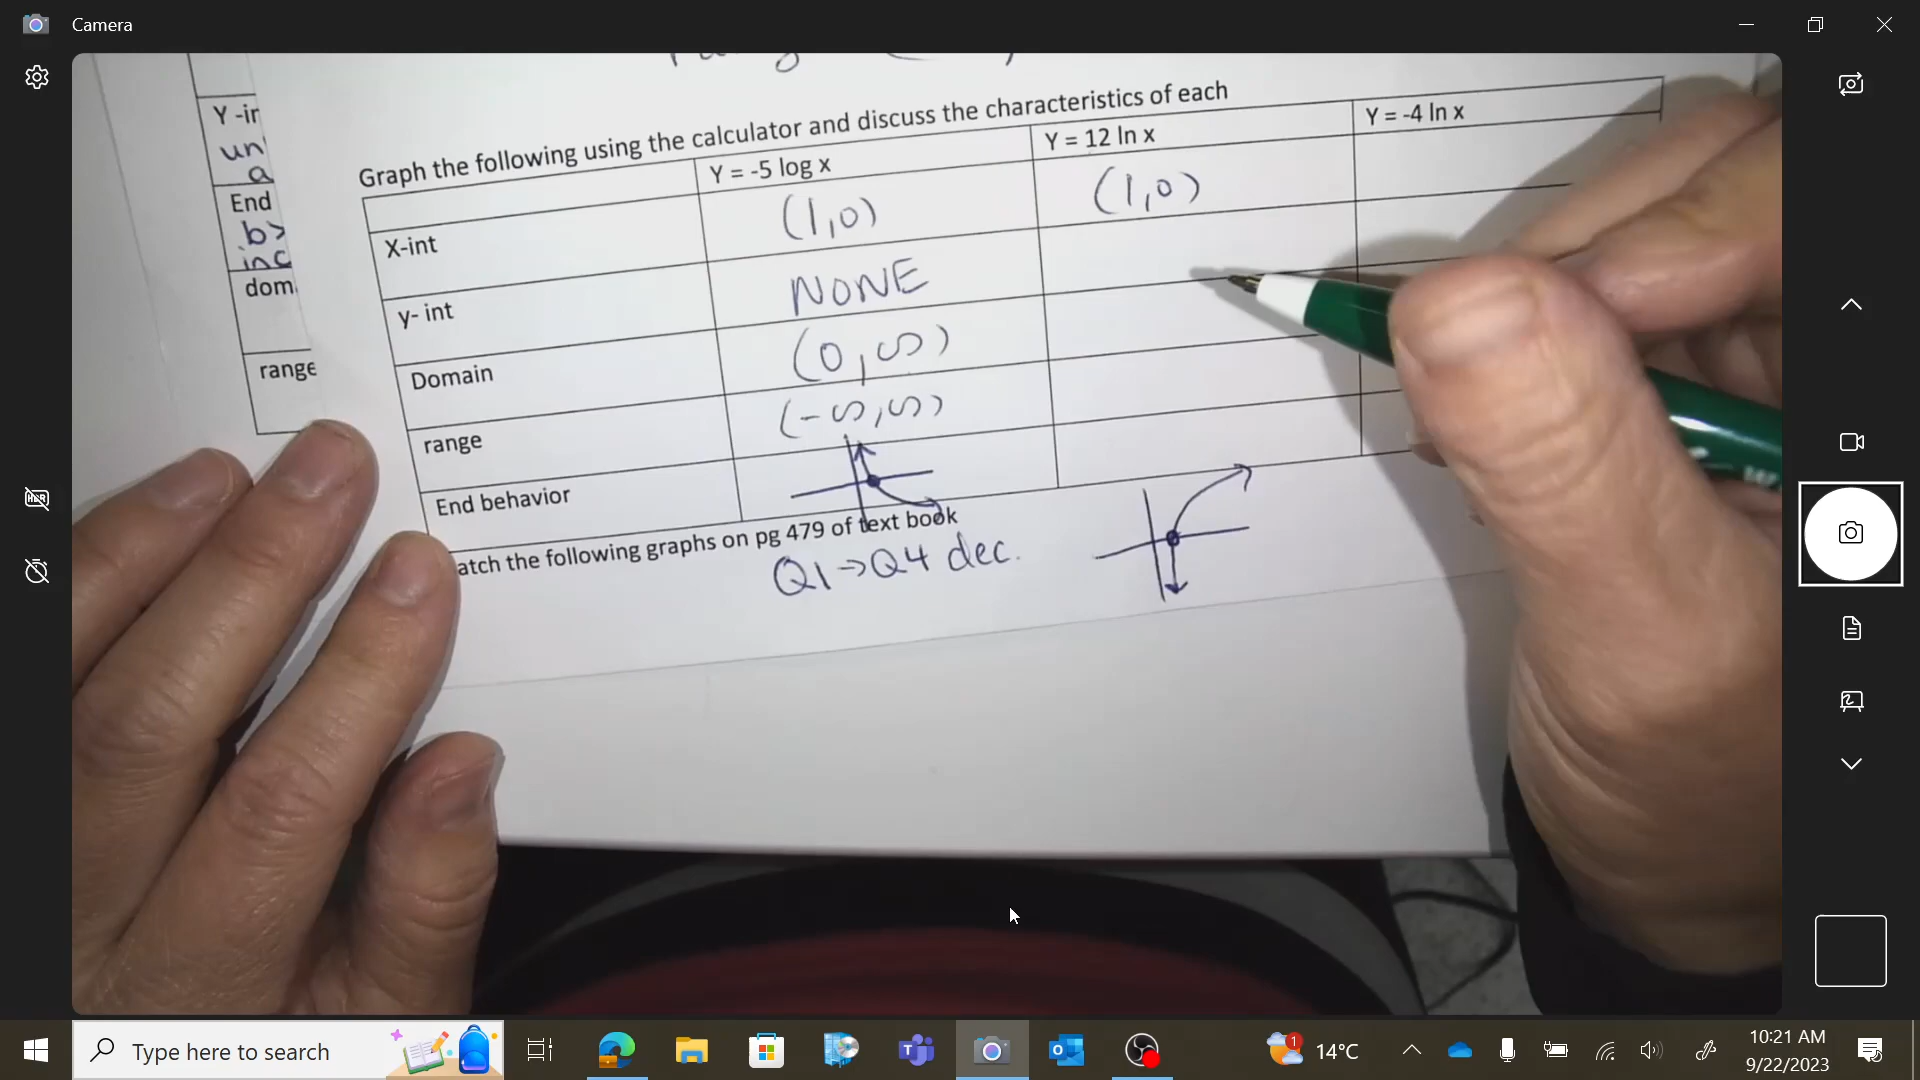 Camera
Y -in
un
a
End
b>
inc
dom
range
Graph the following using the calculator and discuss the characteristics of each
Y = -5 log x
Y = 12 ln x
Y = -4 ln x
X-int
(1,0)
(1,0)
y- int
NONE
Domain
(0,∞)
range
(-∞,∞)
End behavior
atch the following graphs on pg 479 of text book
Q1→Q4 dec.
Type here to search
1
14°C
10:21 AM
9/22/2023